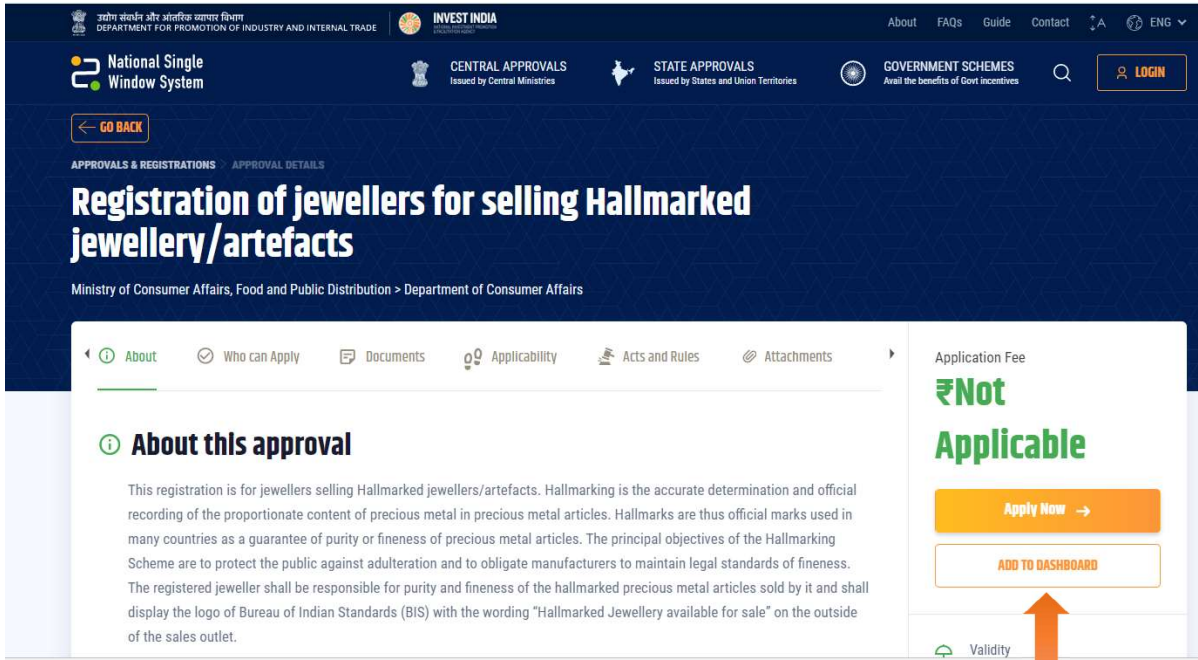 उद्योग संवर्धन और आंतरिक व्यापार विभाग
DEPARTMENT FOR PROMOTION OF INDUSTRY AND INTERNAL TRADE
INVEST INDIA
About FAQs Guide Contact A ENG
National Single
Window System
CENTRAL APPROVALS
Issued by Central Ministries
STATE APPROVALS
Issued by States and Union Territories
GOVERNMENT SCHEMES
Avail the benefits of Govt incentives
LOGIN
GO BACK
APPROVALS & REGISTRATIONS > APPROVAL DETAILS
Registration of jewellers for selling Hallmarked
jewellery/artefacts
Ministry of Consumer Affairs, Food and Public Distribution > Department of Consumer Affairs
About Who can Apply Documents Applicability Acts and Rules Attachments
About this approval
This registration is for jewellers selling Hallmarked jewellers/artefacts. Hallmarking is the accurate determination and official
recording of the proportionate content of precious metal in precious metal articles. Hallmarks are thus official marks used in
many countries as a guarantee of purity or fineness of precious metal articles. The principal objectives of the Hallmarking
Scheme are to protect the public against adulteration and to obligate manufacturers to maintain legal standards of fineness.
The registered jeweller shall be responsible for purity and fineness of the hallmarked precious metal articles sold by it and shall
display the logo of Bureau of Indian Standards (BIS) with the wording “Hallmarked Jewellery available for sale” on the outside
of the sales outlet.
Application Fee
₹Not
Applicable
Apply Now →
ADD TO DASHBOARD
Validity